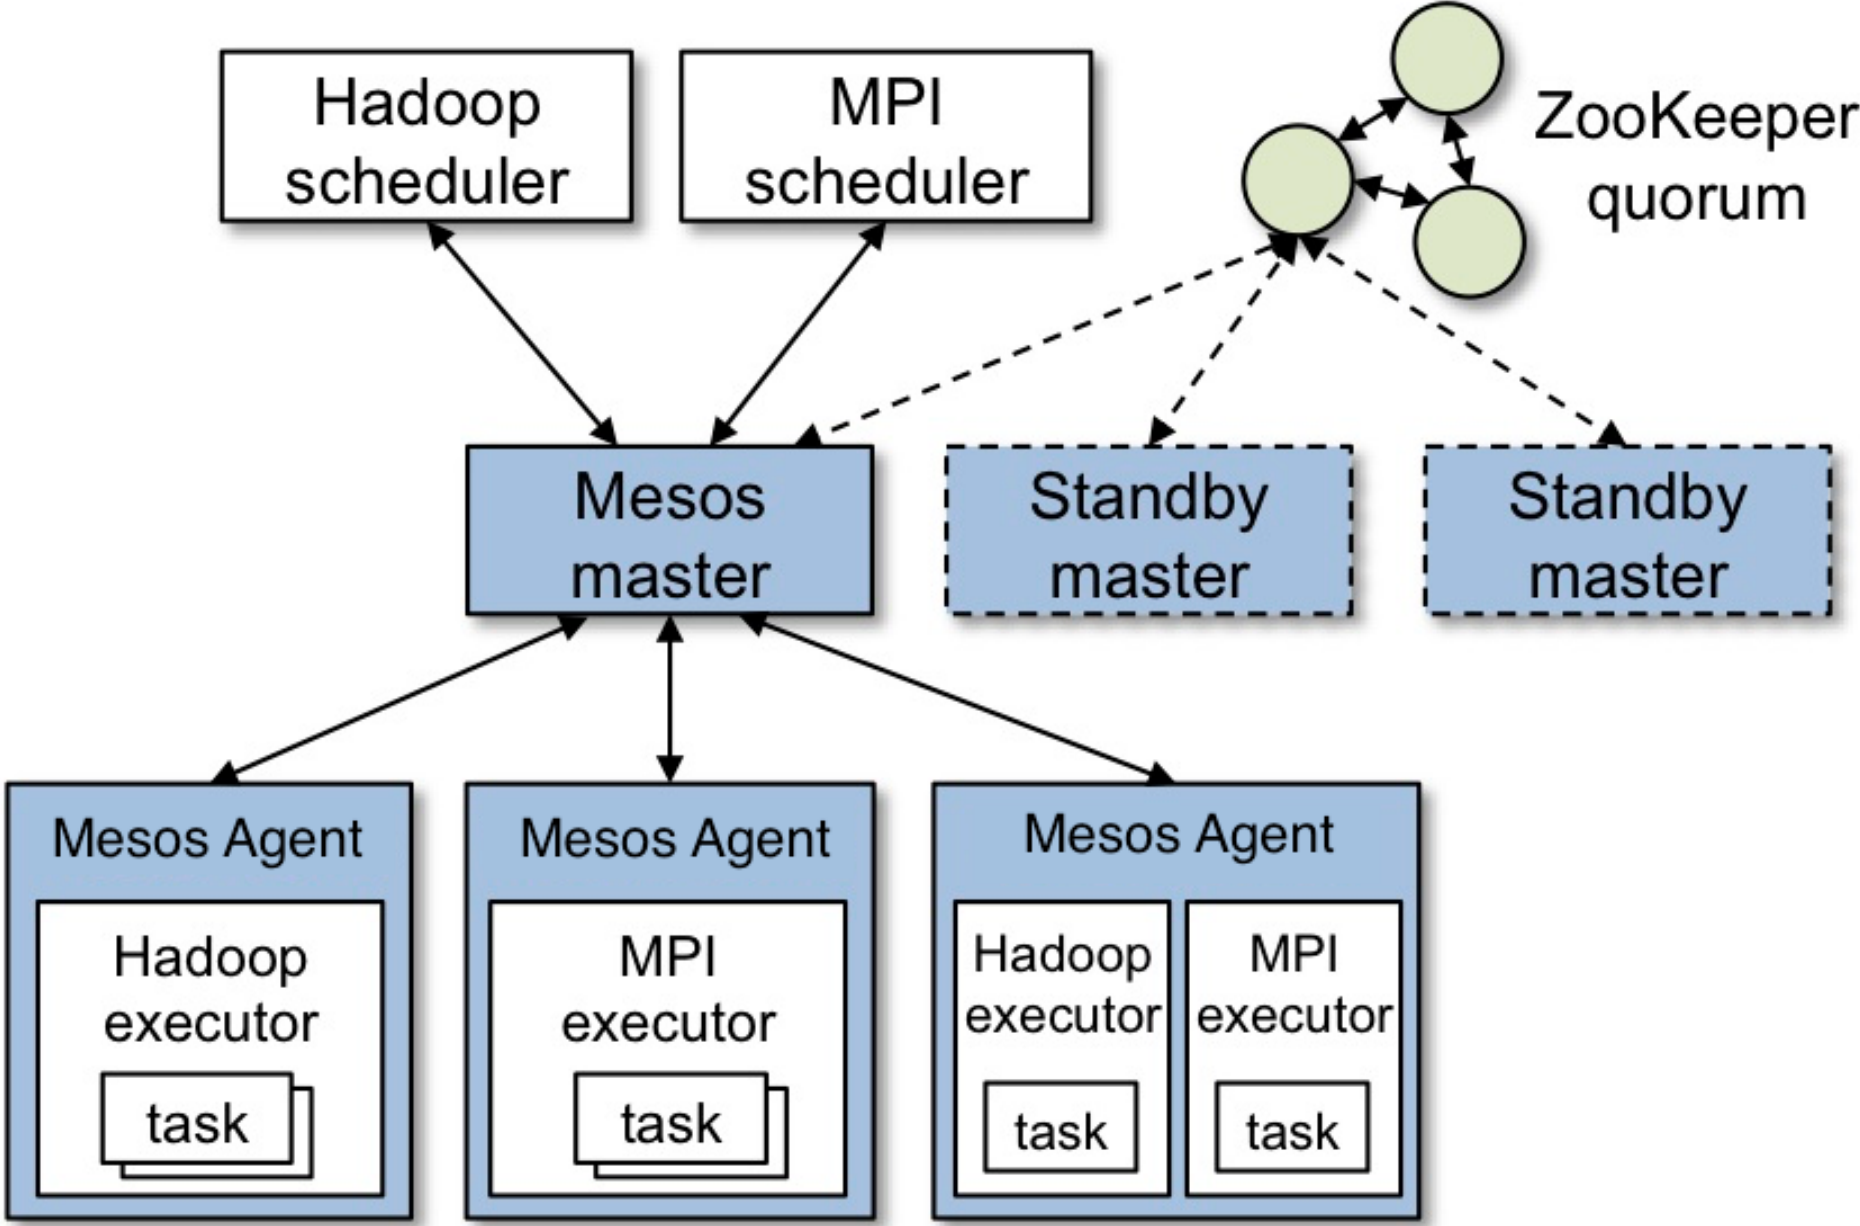 Hadoop
scheduler
MPI
scheduler
ZooKeeper
quorum
Mesos
master
Standby
master
Standby
master
Mesos Agent
Hadoop
executor
task
Mesos Agent
MPI
executor
task
Mesos Agent
Hadoop
executor
task
MPI
executor
task